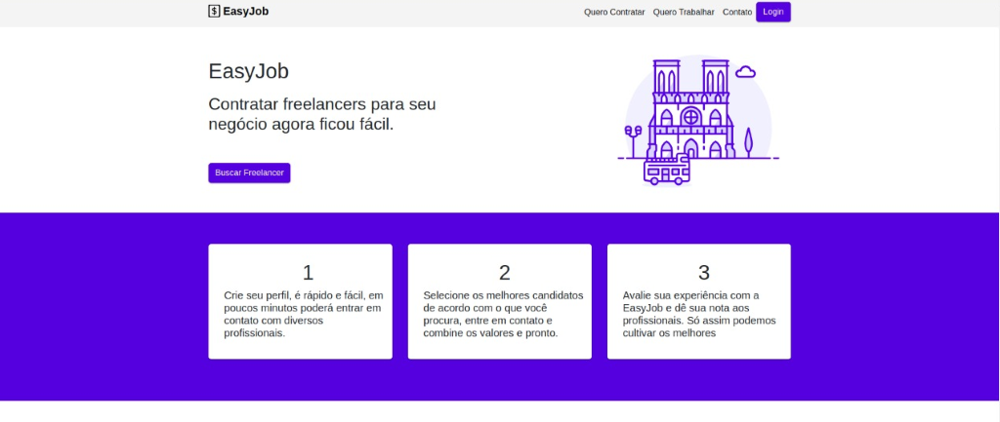 EasyJob
Quero Contratar
Quero Trabalhar
Contato
Login
EasyJob
Contratar freelancers para seu
negócio agora ficou fácil.
Buscar Freelancer
1
Crie seu perfil, é rápido e fácil, em
poucos minutos poderá entrar em
contato com diversos
profissionais.
2
Selecione os melhores candidatos
de acordo com o que você
procura, entre em contato e
combine os valores e pronto.
3
Avalie sua experiência com a
EasyJob e dê sua nota aos
profissionais. Só assim podemos
cultivar os melhores